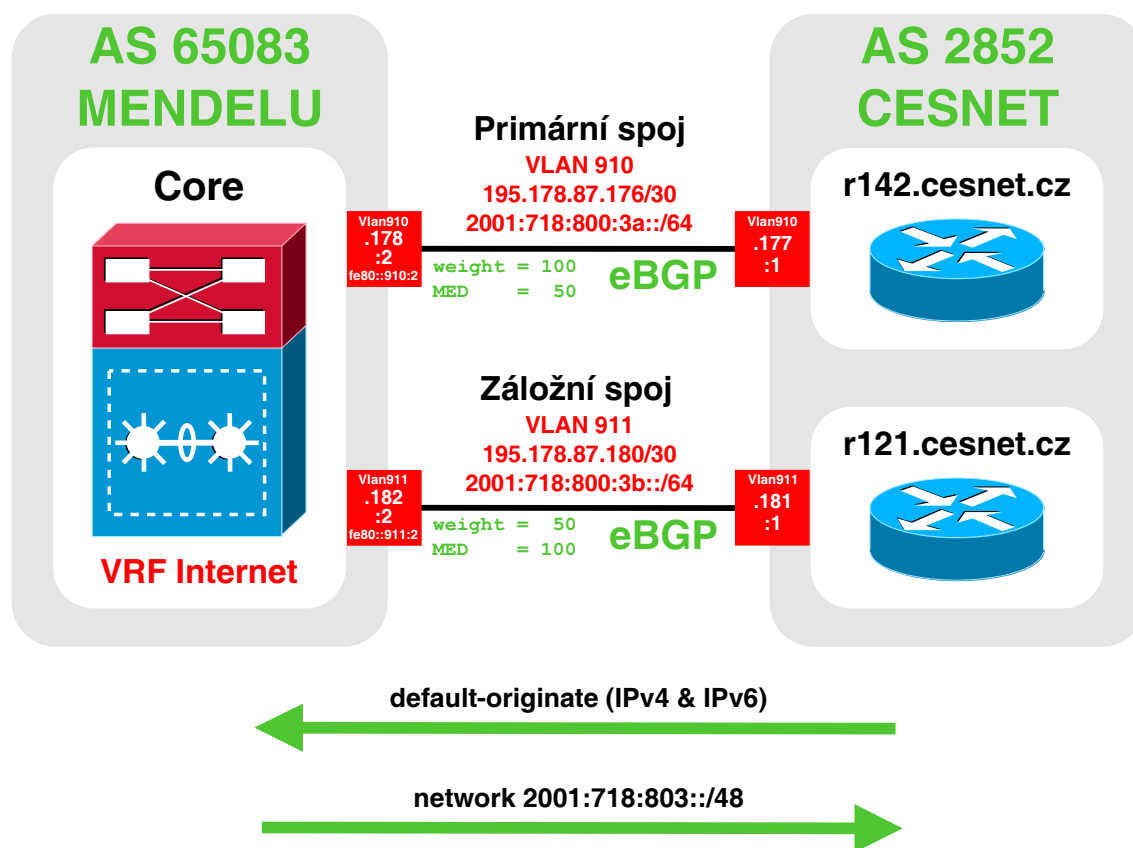 AS 65083
MENDELU
AS 2852
CESNET
Core
Primární spoj
VLAN 910
195.178.87.176/30
2001:718:800:3a::/64
r142.cesnet.cz
Vlan910
.178
:2
fe80::910:2
weight = 100
MED = 50
eBGP
Vlan910
.177
:1
Záložní spoj
VLAN 911
195.178.87.180/30
2001:718:800:3b::/64
r121.cesnet.cz
Vlan911
.182
:2
fe80::911:2
weight = 50
MED = 100
eBGP
Vlan911
.181
:1
VRF Internet
default-originate (IPv4 & IPv6)
network 2001:718:803::/48